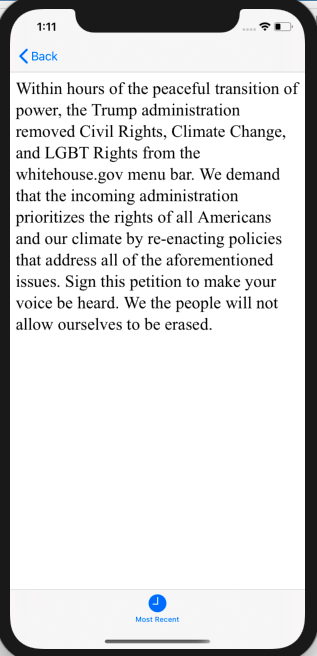 1:11
Back
Within hours of the peaceful transition of
power, the Trump administration
removed Civil Rights, Climate Change,
and LGBT Rights from the
whitehouse.gov menu bar. We demand
that the incoming administration
prioritizes the rights of all Americans
and our climate by re-enacting policies
that address all of the aforementioned
issues. Sign this petition to make your
voice be heard. We the people will not
allow ourselves to be erased.
Most Recent